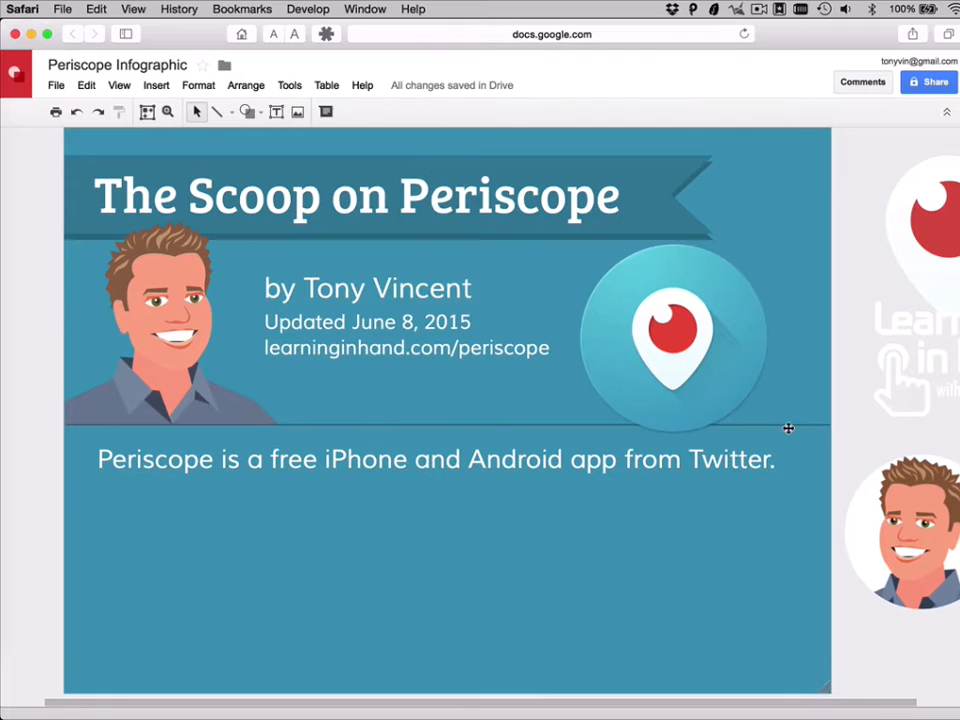 Safari File Edit View History Bookmarks Develop Window Help 100%
A A docs.google.com
tonyvin@gmail.com
Periscope Infographic
File Edit View Insert Format Arrange Tools Table Help All changes saved in Drive
Comments Share
The Scoop on Periscope
by Tony Vincent
Updated June 8, 2015
learninginhand.com/periscope
Periscope is a free iPhone and Android app from Twitter.
Learn
in
with